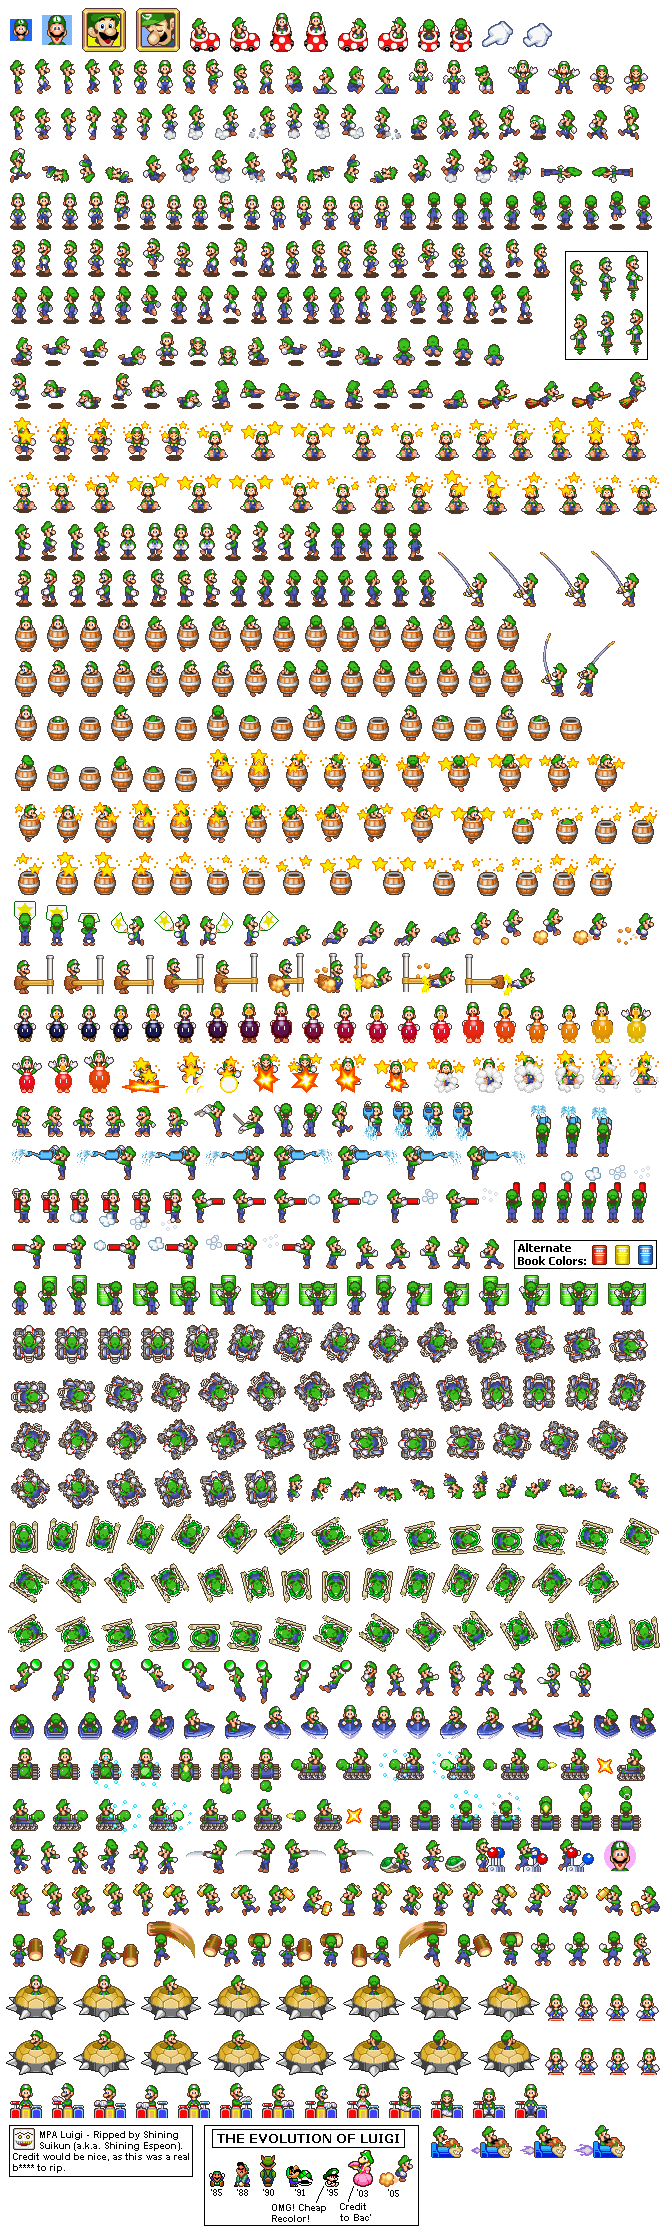 Alternate
Book Colors:
MPA Luigi - Ripped by Shining
Suikun (a.k.a. Shining Espeon).
Credit would be nice, as this was a real
b**** to rip.
THE EVOLUTION OF LUIGI
'85 '88 '90 '91 '95 '03 '05
OMG! Cheap
Recolor!
Credit
to Bac'